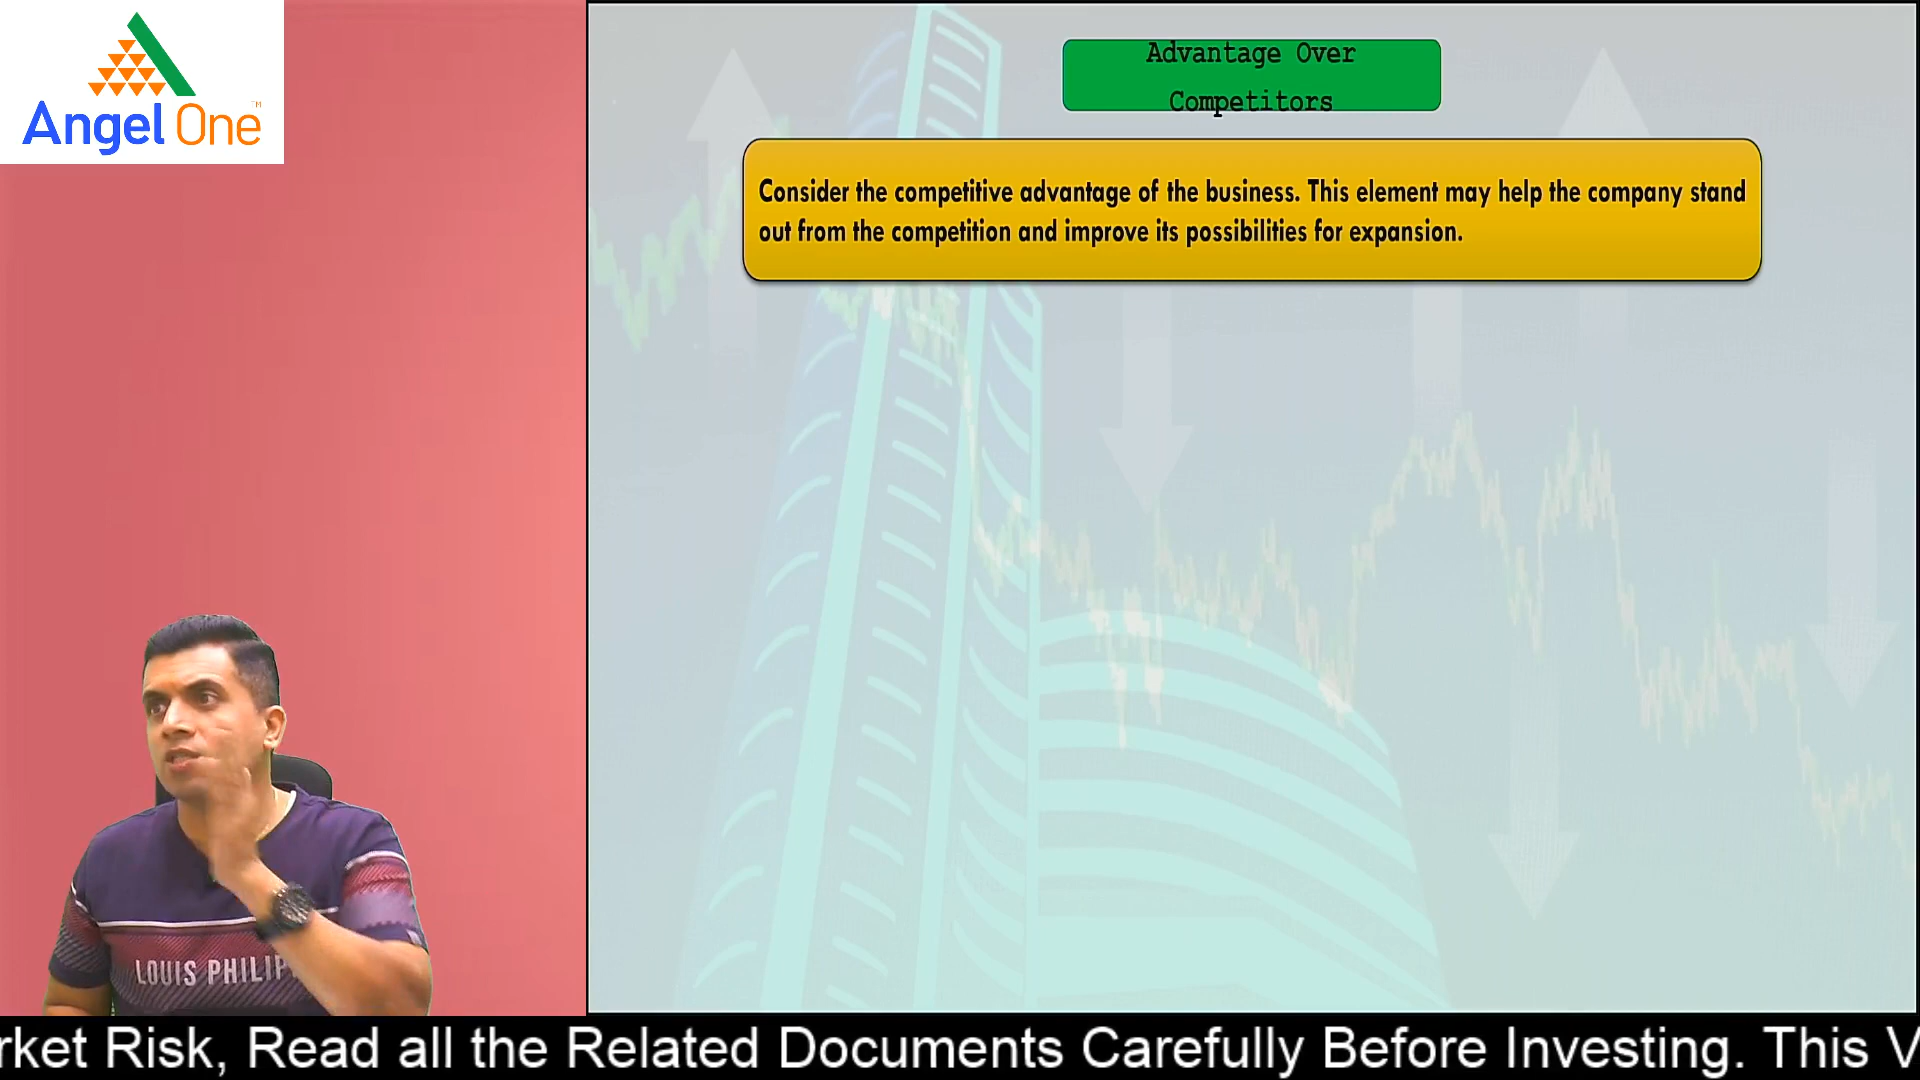 Angel One
TM
Advantage Over
Competitors
Consider the competitive advantage of the business. This element may help the company stand
out from the competition and improve its possibilities for expansion.
LOUIS PHILIP
rket Risk, Read all the Related Documents Carefully Before Investing. This V